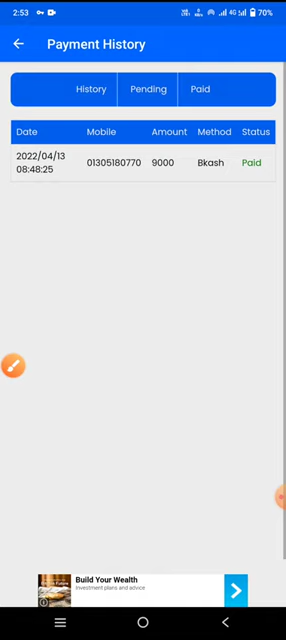 2:53 4G 70%
Payment History
History Pending Paid
Date Mobile Amount Method Status
2022/04/13
08:48:25 01305180770 9000 Bkash Paid
Build Your Wealth
Investment plans and advice